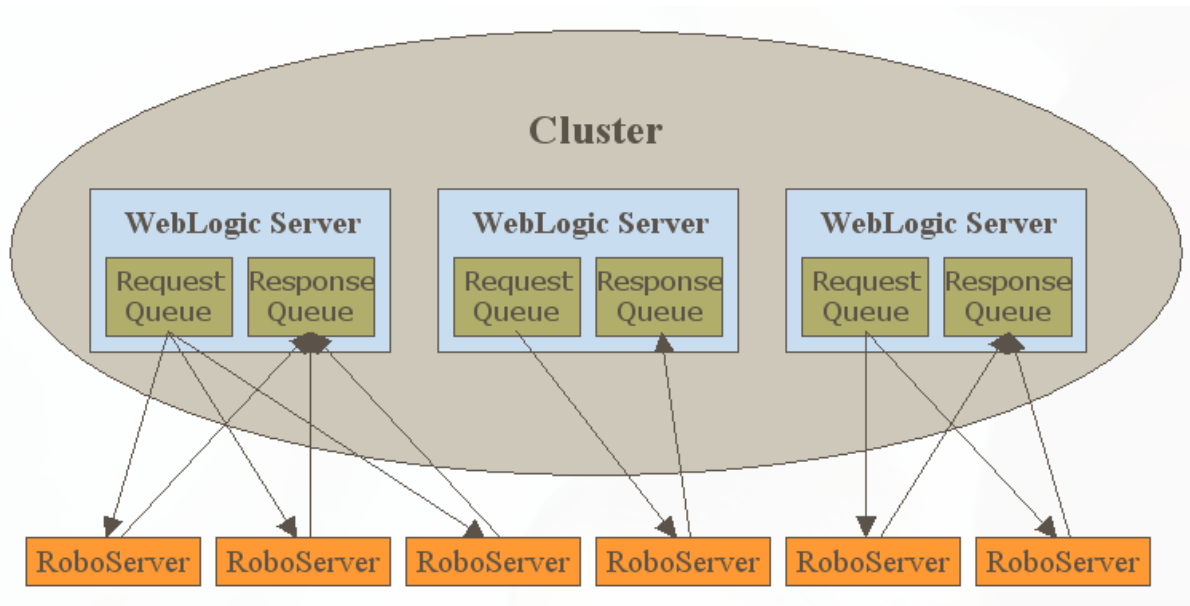 Cluster
WebLogic Server
Request
Queue
Response
Queue
WebLogic Server
Request
Queue
Response
Queue
WebLogic Server
Request
Queue
Response
Queue
RoboServer
RoboServer
RoboServer
RoboServer
RoboServer
RoboServer